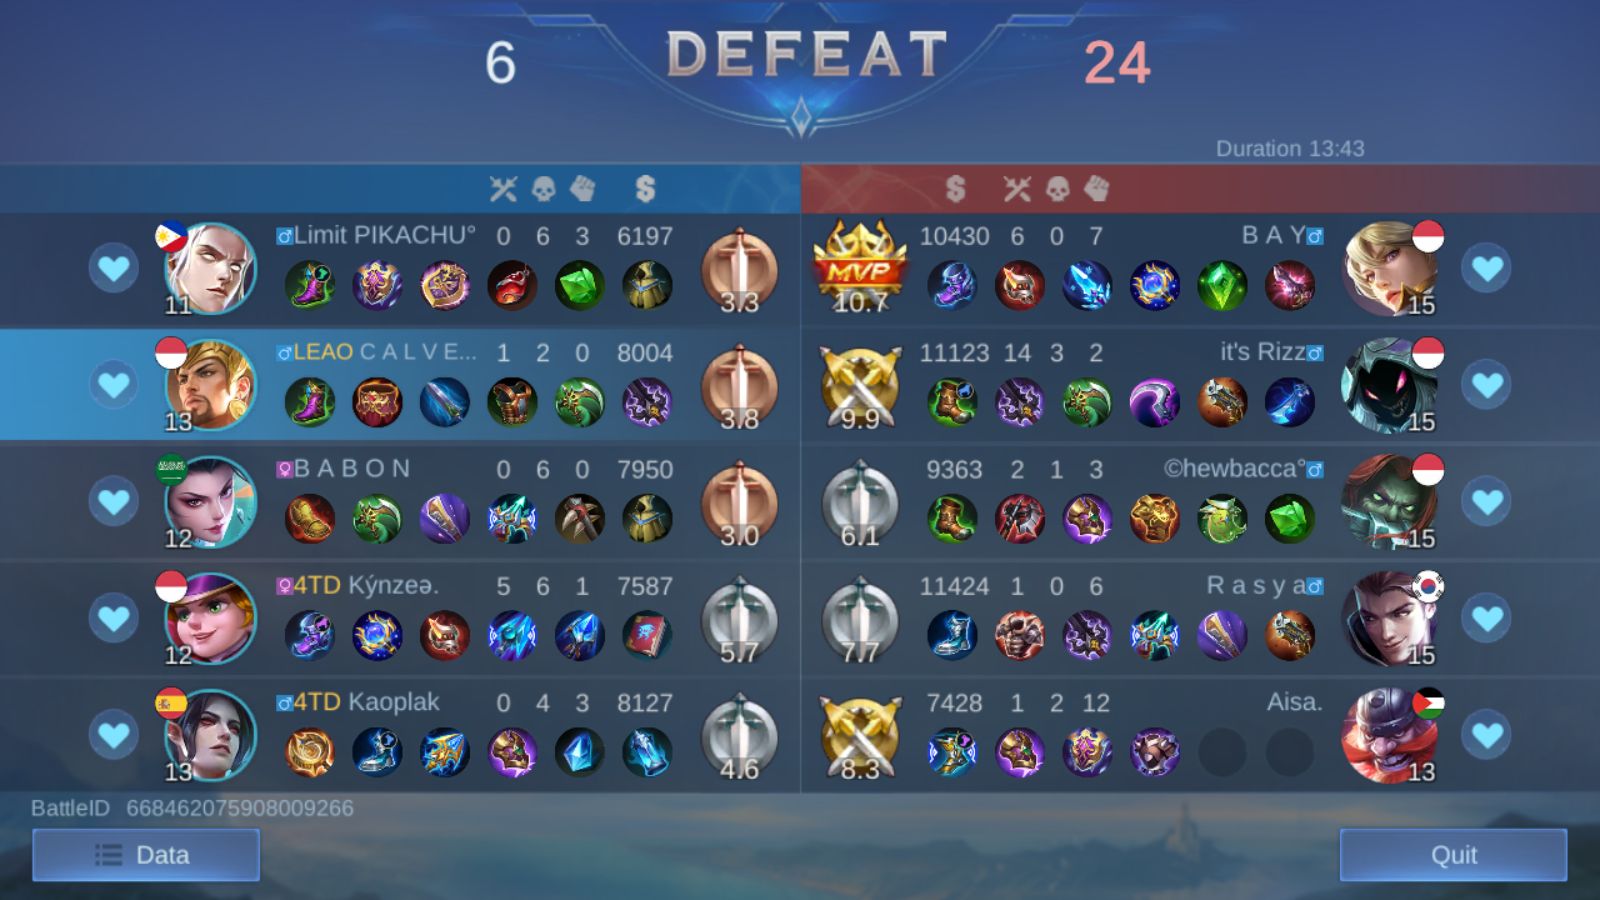 6 DEFEAT 24
Duration 13:43
♂Limit PIKACHU° 0 6 3 6197
11 3.3
MVP 10430 6 0 7 B A Y♂
10.7 15
♂LEAO C A L V E... 1 2 0 8004
13 3.8
11123 14 3 2 it's Rizz♂
9.9 15
♀B A B O N 0 6 0 7950
12 3.0
9363 2 1 3 ©hewbacca°♂
6.1 15
♀4TD Kýnzeə. 5 6 1 7587
12 5.7
11424 1 0 6 R a s y a♂
7.7 15
♂4TD Kaoplak 0 4 3 8127
13 4.6
7428 1 2 12 Aisa.
8.3 13
BattleID 668462075908009266
Data Quit